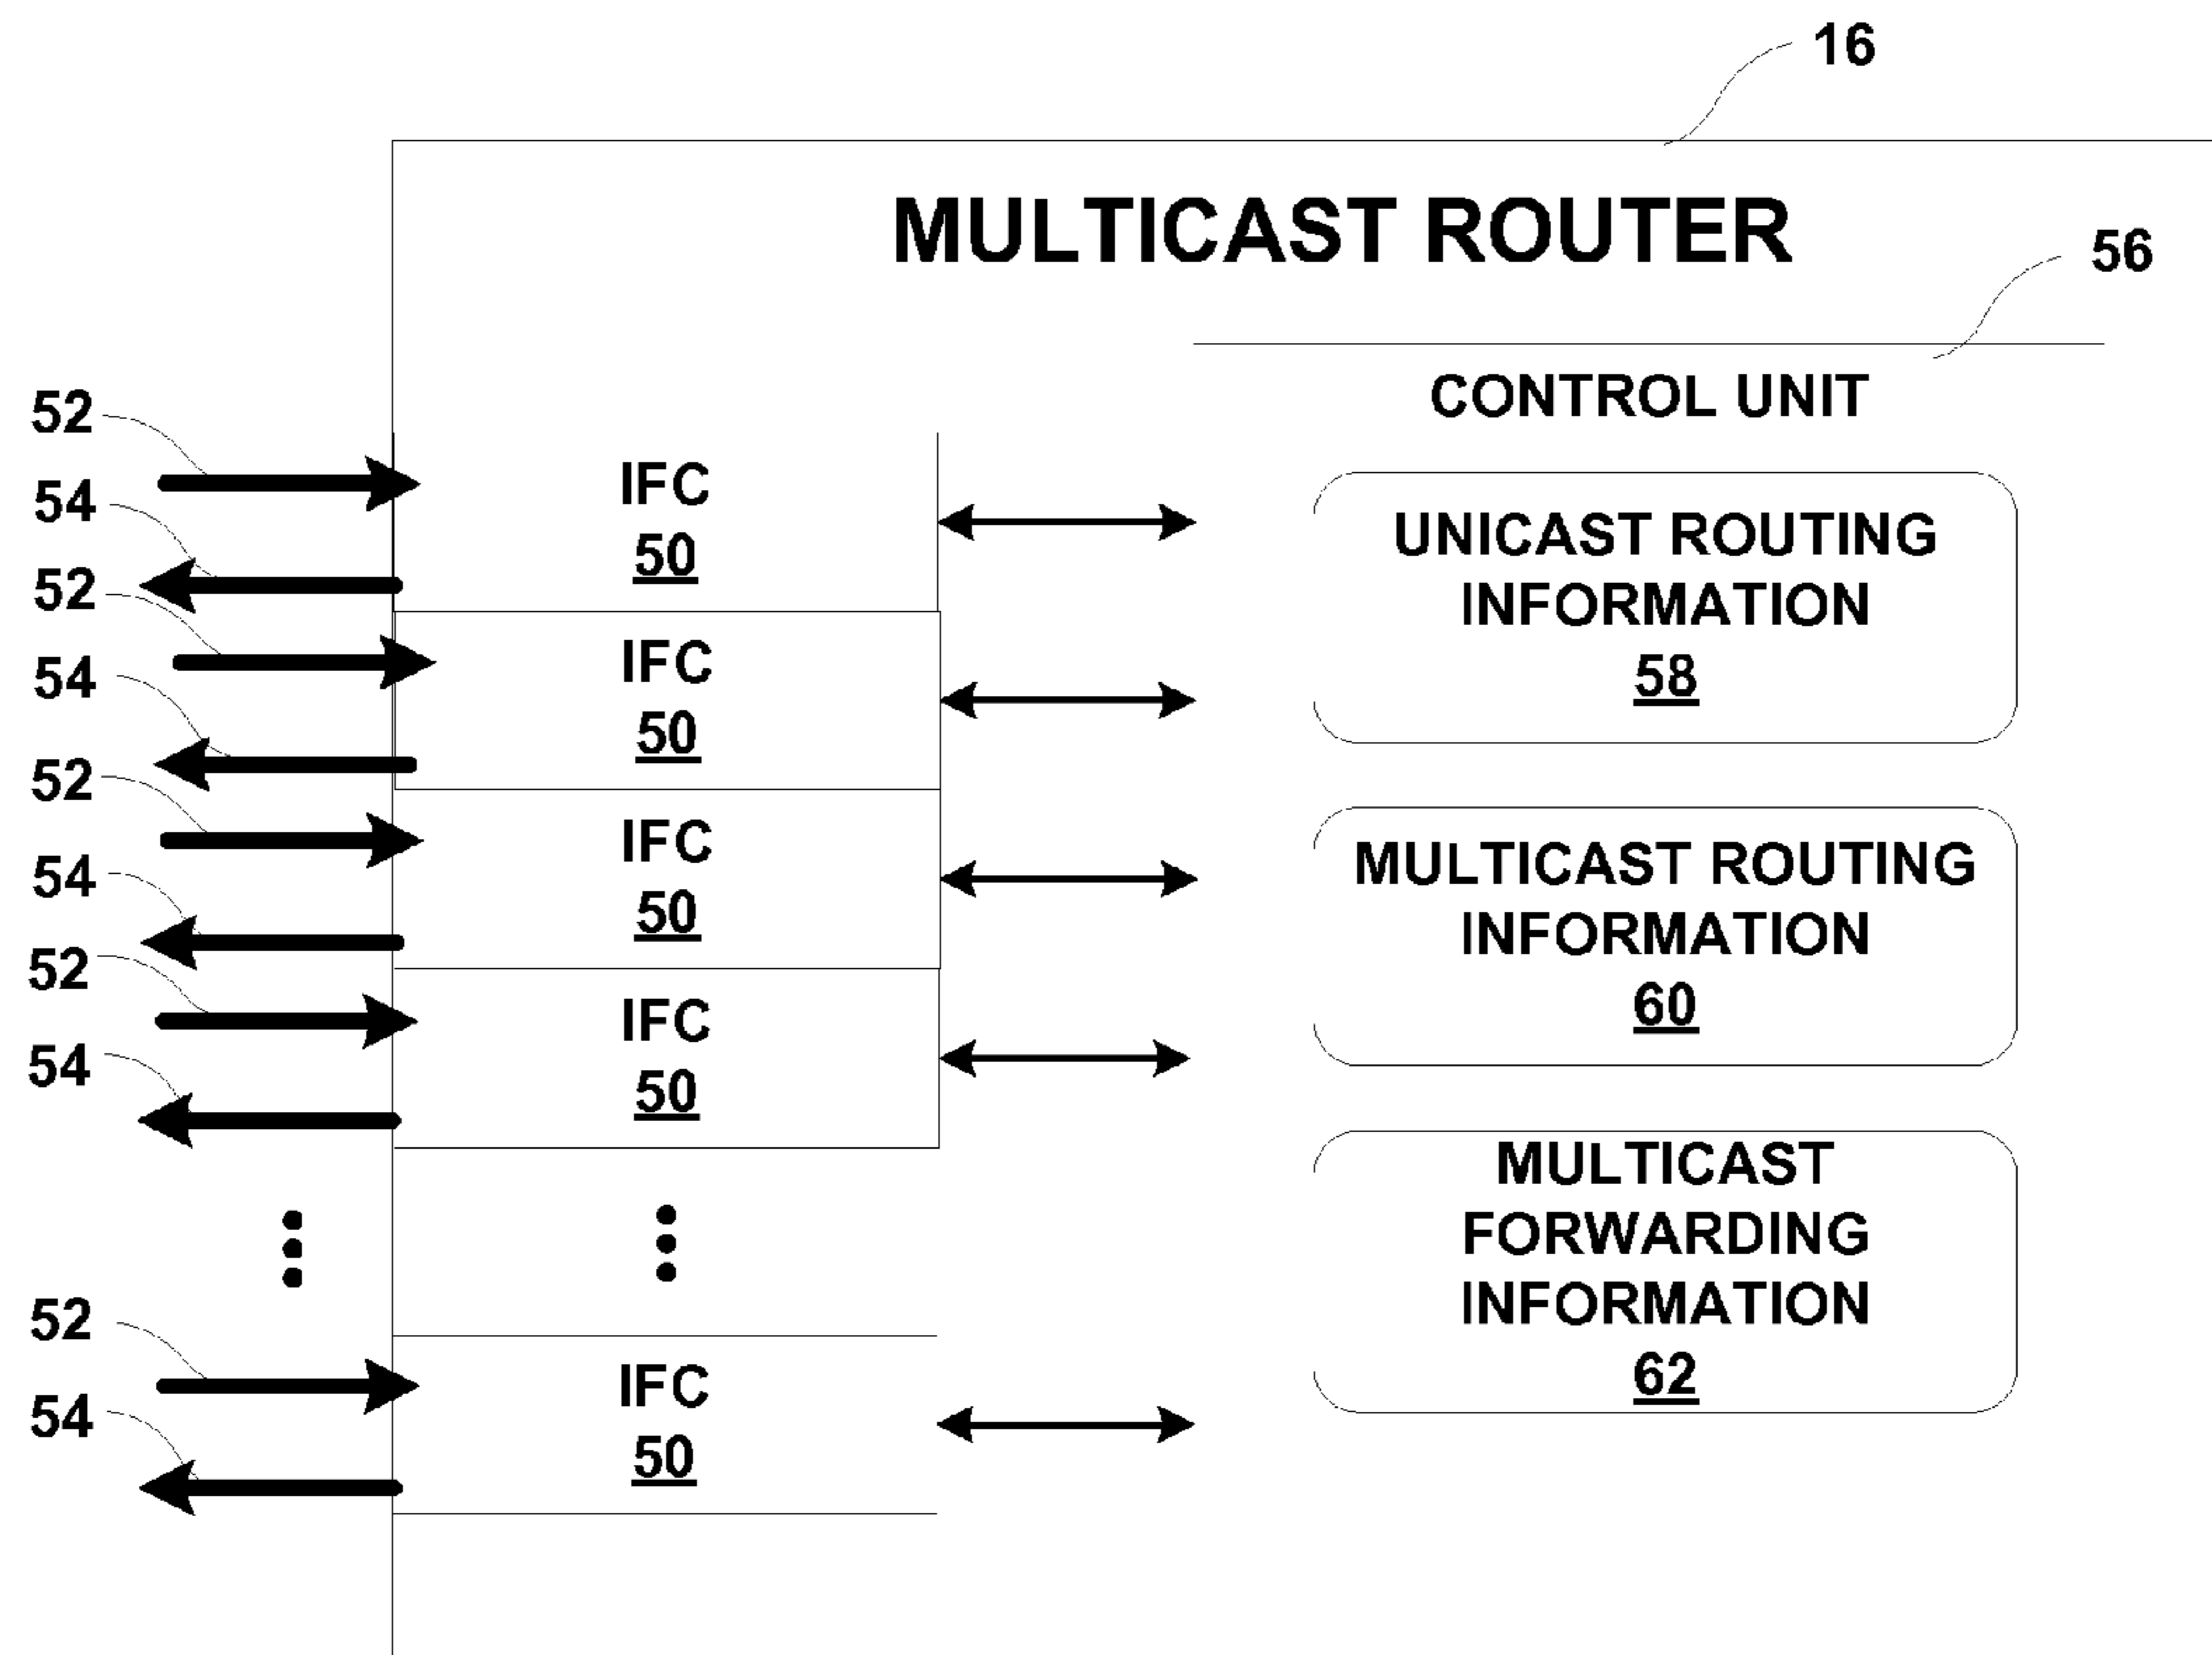 16
MULTICAST ROUTER
56
CONTROL UNIT
52
54
52
54
52
54
52
54
52
54
IFC
50
IFC
50
IFC
50
IFC
50
IFC
50
UNICAST ROUTING
INFORMATION
58
MULTICAST ROUTING
INFORMATION
60
MULTICAST
FORWARDING
INFORMATION
62